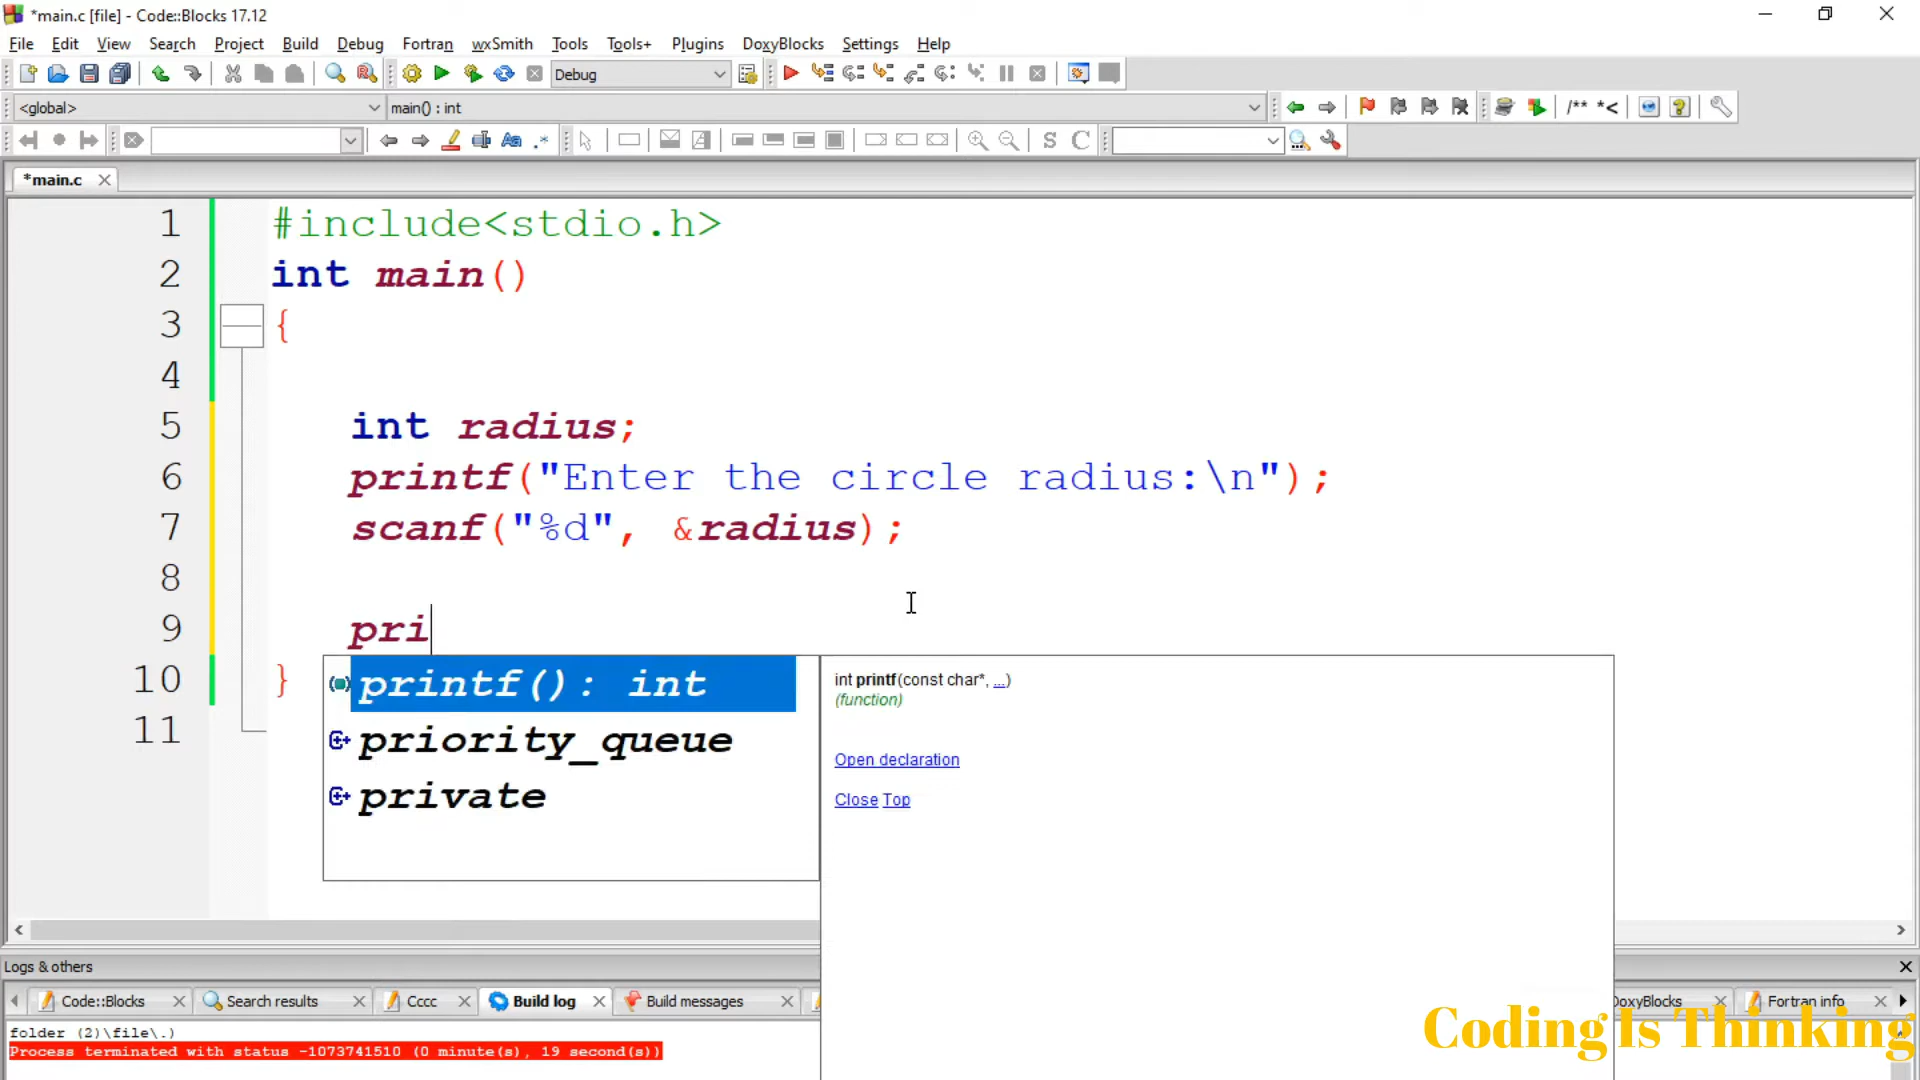 *main.c [file] - Code::Blocks 17.12
File Edit View Search Project Build Debug Fortran wxSmith Tools Tools+ Plugins DoxyBlocks Settings Help
Debug
<global> main() : int
/** *<
Aa .* S C
*main.c
1 #include<stdio.h>
2 int main()
3 {
4
5 int radius;
6 printf("Enter the circle radius:\n");
7 scanf("%d", &radius);
8
9 pri
10 }
11
printf(): int
priority_queue
private
int printf(const char*, ...)
(function)
Open declaration
Close Top
Logs & others
Code::Blocks Search results Cccc Build log Build messages DoxyBlocks Fortran info
folder (2)\file\.)
Process terminated with status -1073741510 (0 minute(s), 19 second(s))
Coding Is Thinking